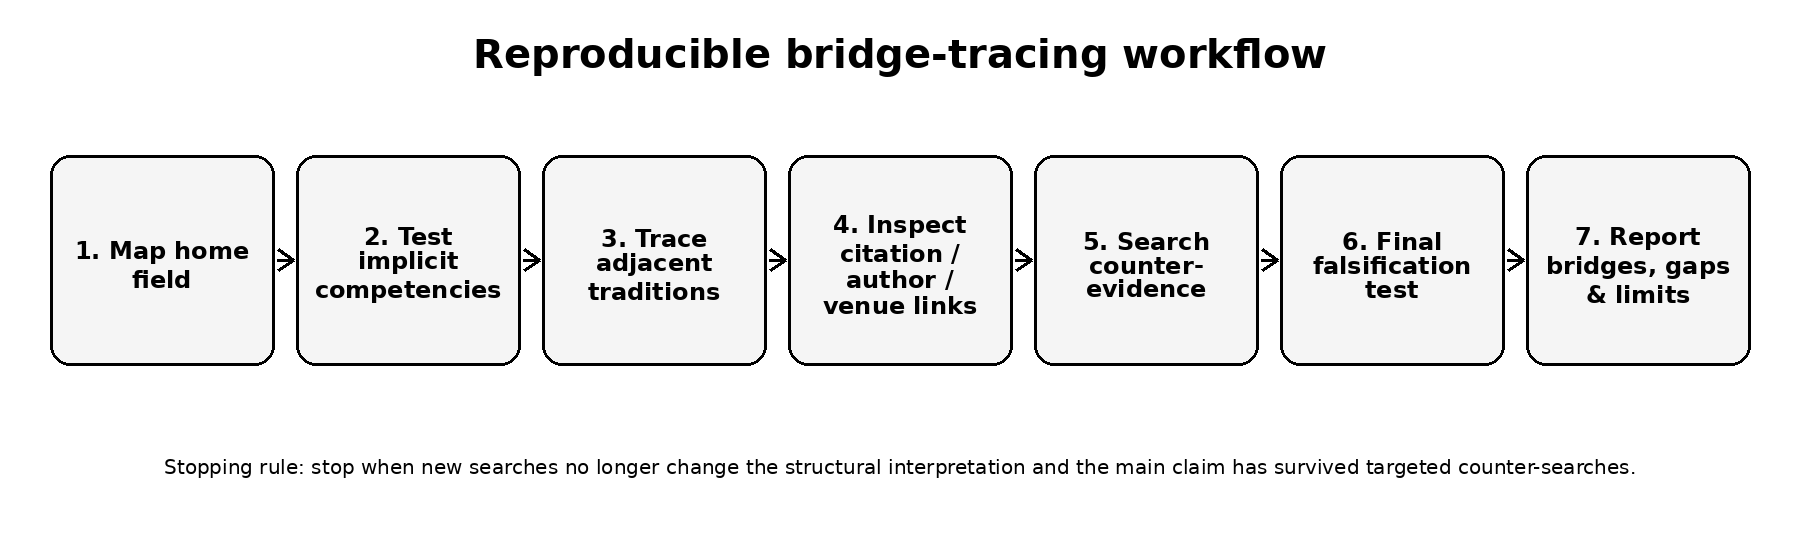 Reproducible bridge-tracing workflow
1. Map home
field
2. Test
implicit
competencies
3. Trace
adjacent
traditions
4. Inspect
citation /
author /
venue links
5. Search
counter-
evidence
6. Final
falsification
test
7. Report
bridges, gaps
& limits
Stopping rule: stop when new searches no longer change the structural interpretation and the main claim has survived targeted counter-searches.